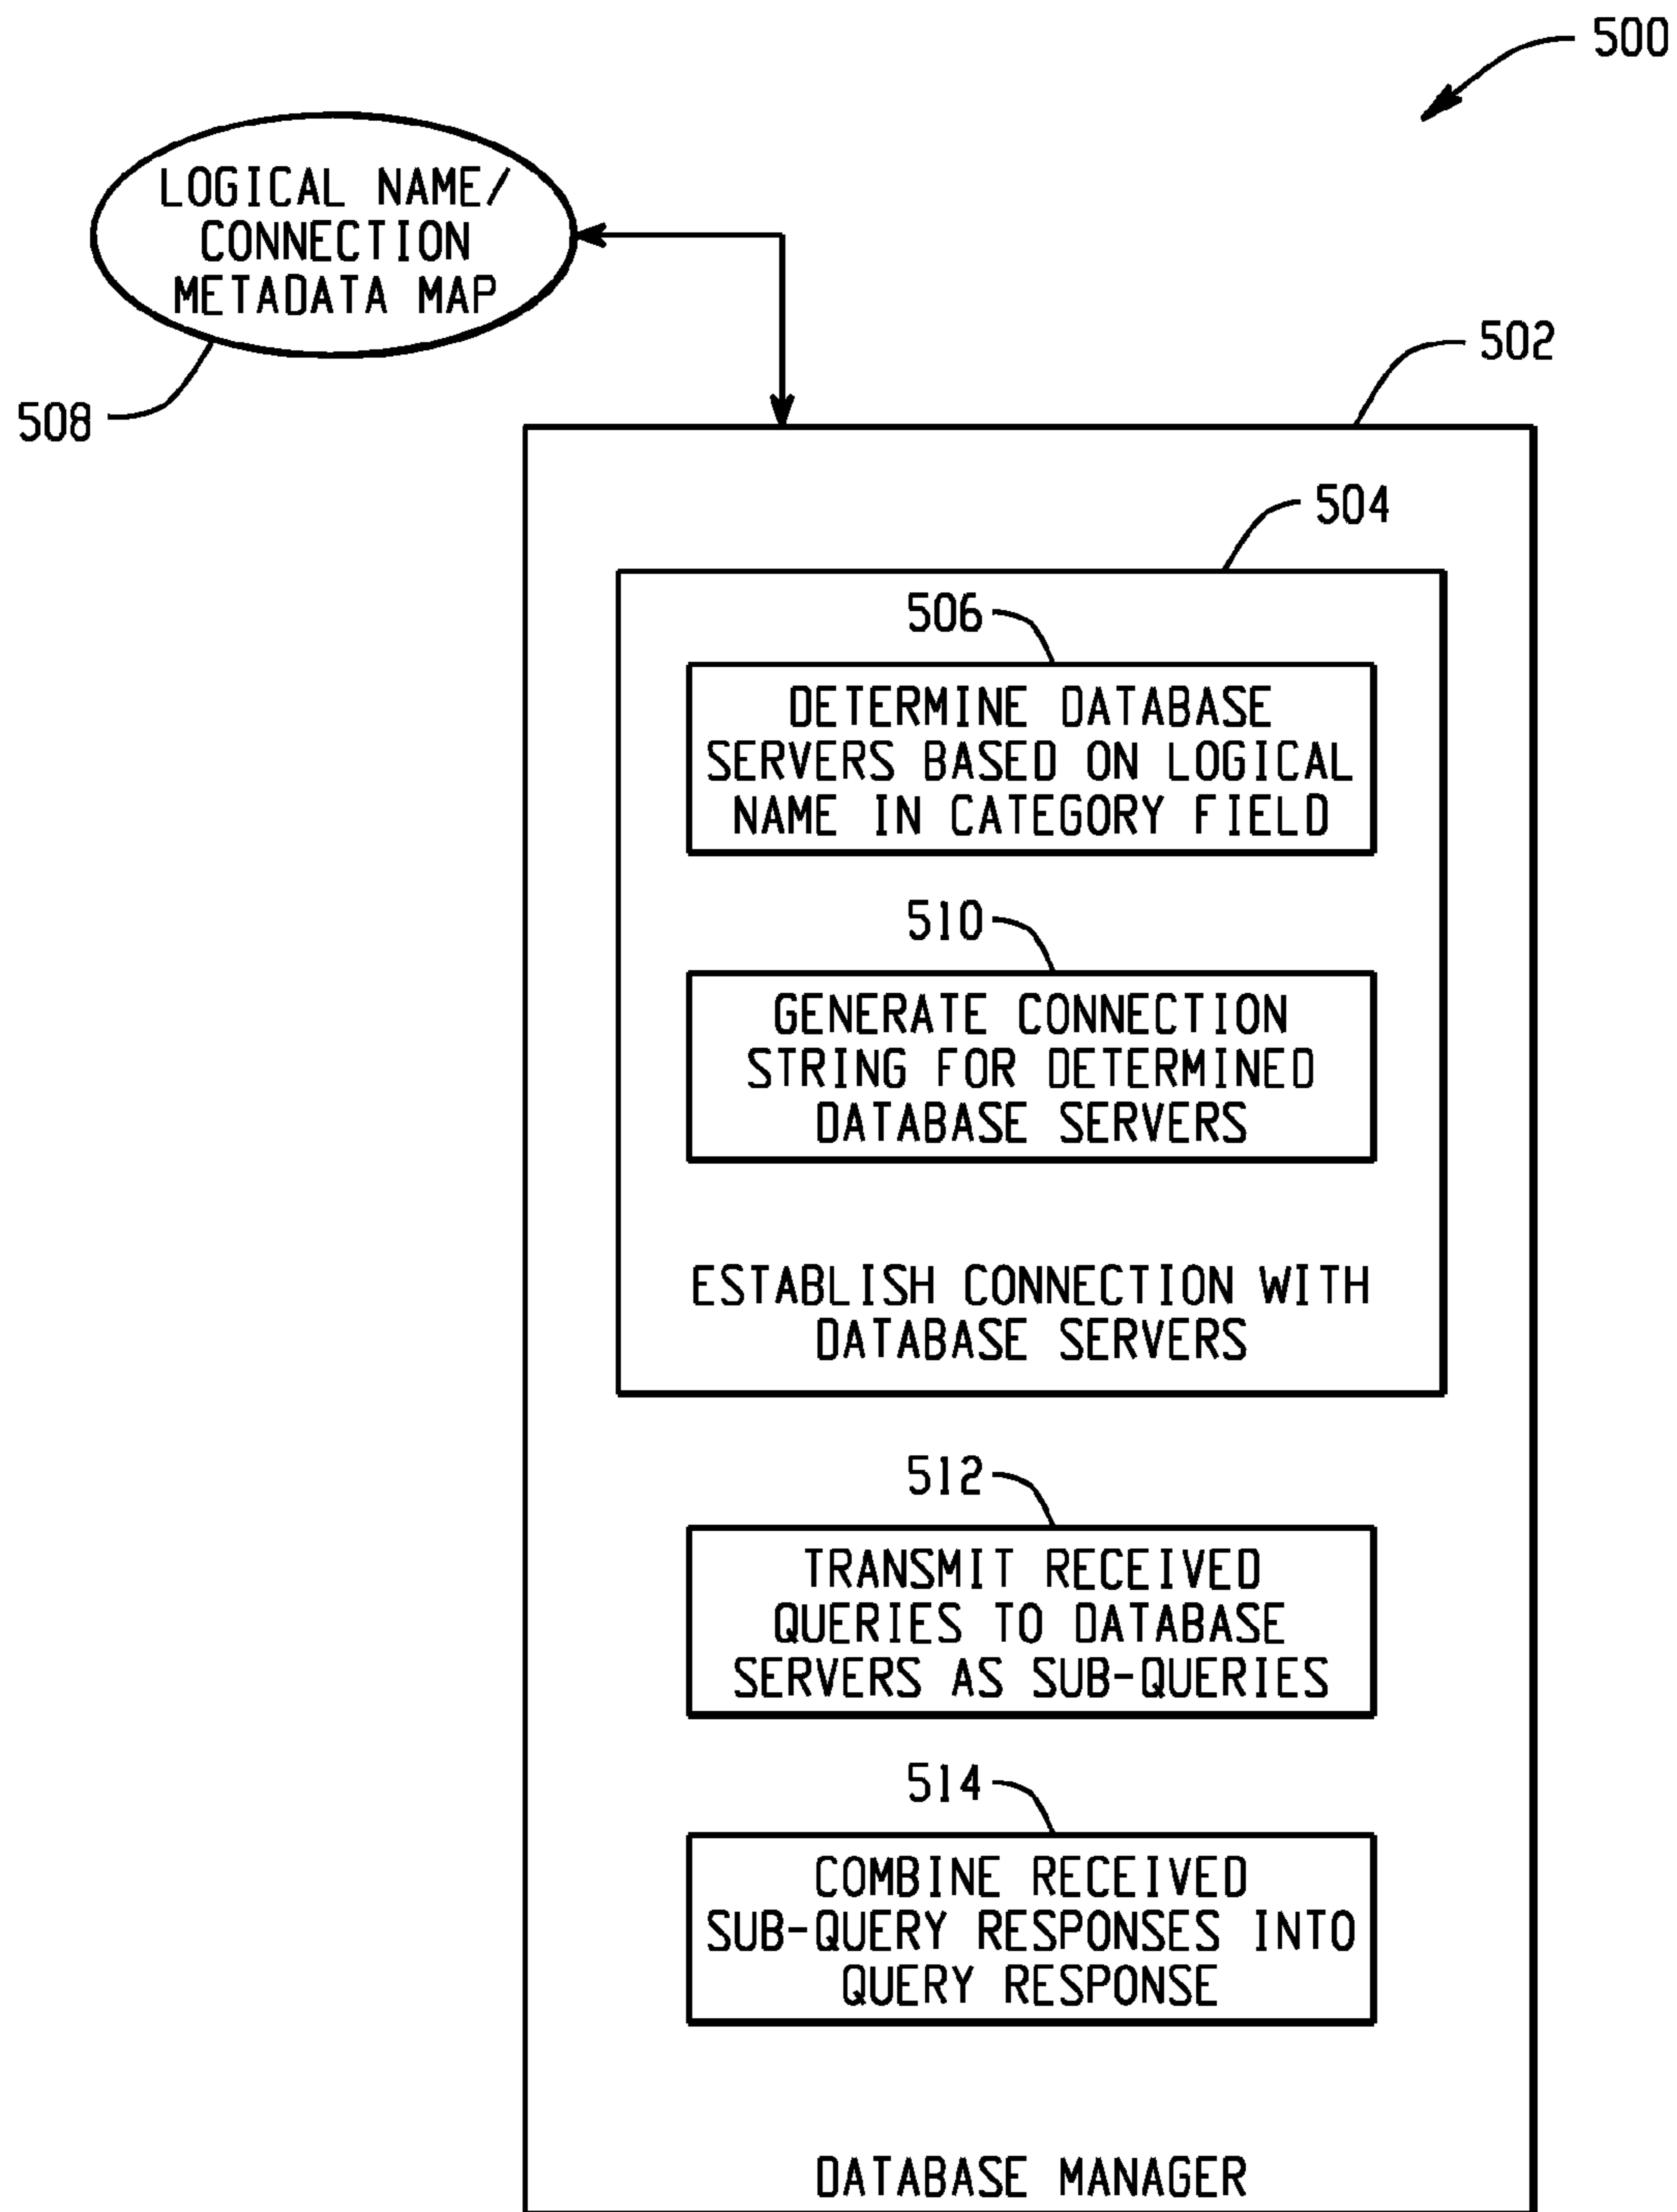 500
LOGICAL NAME/
CONNECTION
METADATA MAP
502
508
504
506
DETERMINE DATABASE
SERVERS BASED ON LOGICAL
NAME IN CATEGORY FIELD
510
GENERATE CONNECTION
STRING FOR DETERMINED
DATABASE SERVERS
ESTABLISH CONNECTION WITH
DATABASE SERVERS
512
TRANSMIT RECEIVED
QUERIES TO DATABASE
SERVERS AS SUB-QUERIES
514
COMBINE RECEIVED
SUB-QUERY RESPONSES INTO
QUERY RESPONSE
DATABASE MANAGER